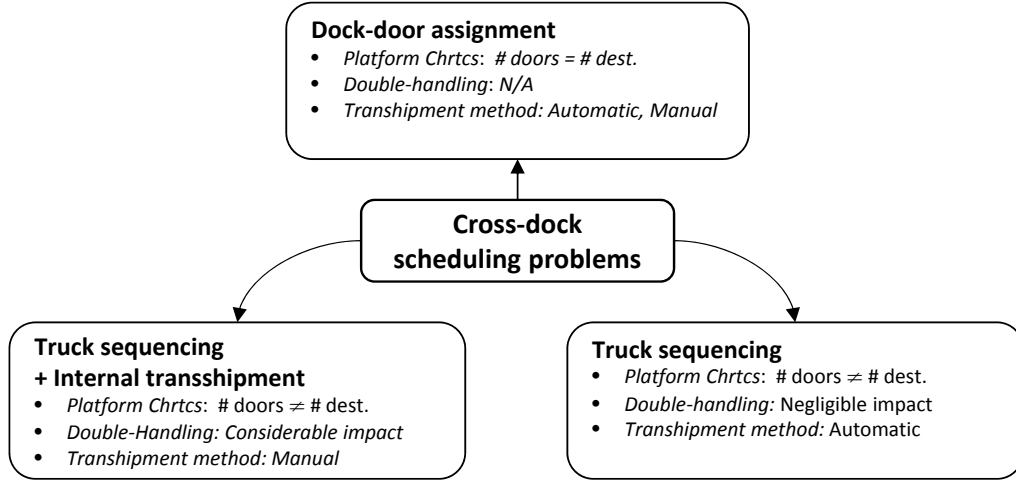 Dock-door assignment
• Platform Chrtcs: # doors = # dest.
• Double-handling: N/A
• Transhipment method: Automatic, Manual
Cross-dock
scheduling problems
Truck sequencing
+ Internal transshipment
• Platform Chrtcs: # doors ≠ # dest.
• Double-Handling: Considerable impact
• Transhipment method: Manual
Truck sequencing
• Platform Chrtcs: # doors ≠ # dest.
• Double-handling: Negligible impact
• Transhipment method: Automatic